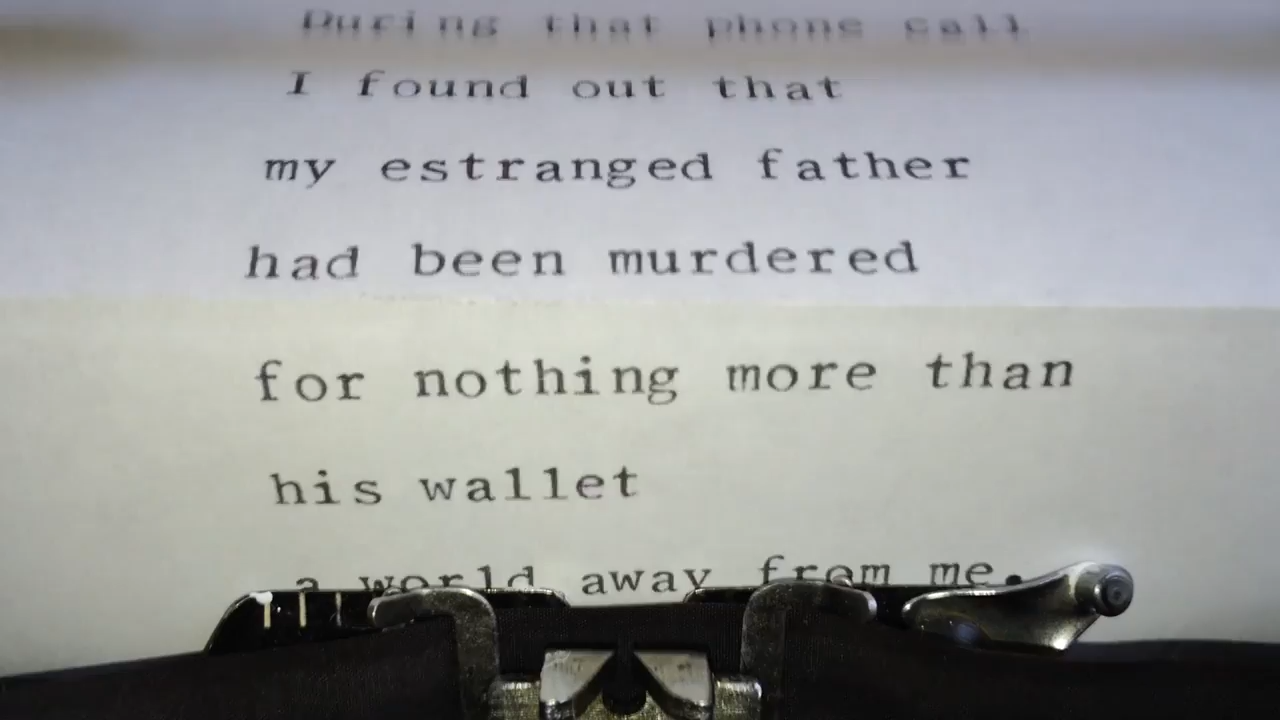 During that phone call
I found out that
my estranged father
had been murdered
for nothing more than
his wallet
a world away from me.